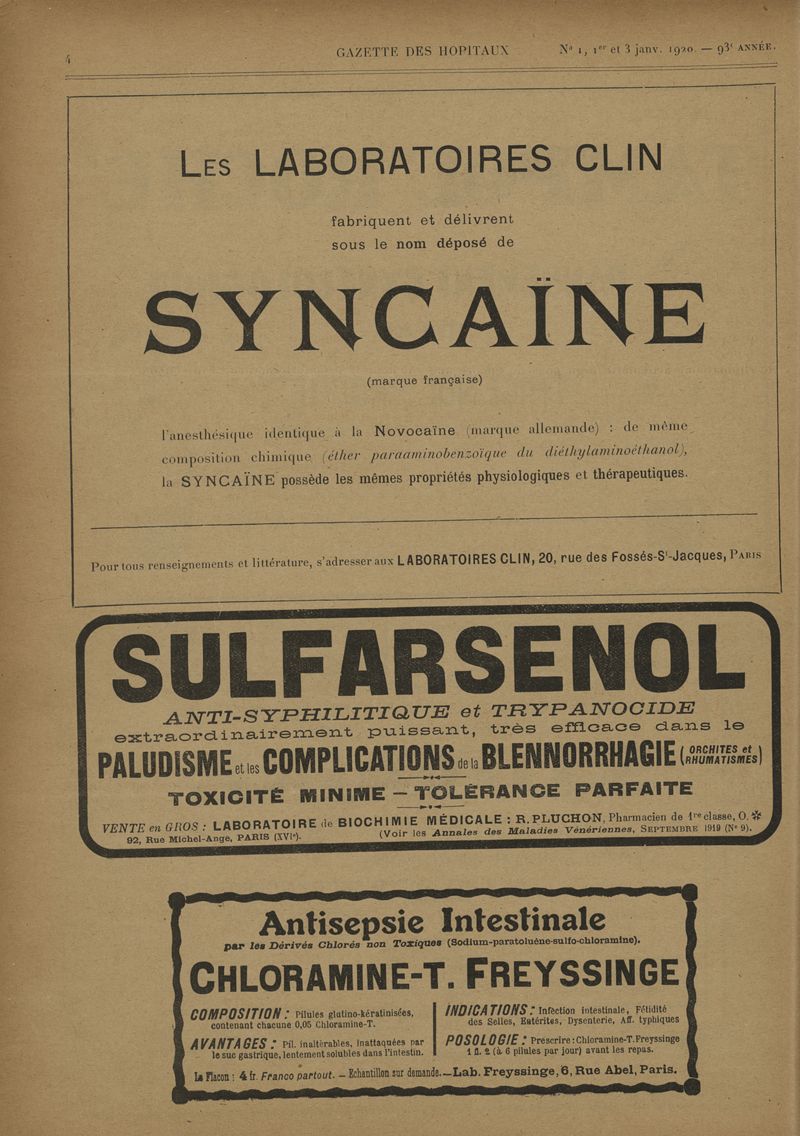 4
GAZETTE DES HOPITAUX
Nº 1, 1er et 3 janv. 1920. — 93e ANNÉE.
LES LABORATOIRES CLIN
fabriquent et délivrent
sous le nom déposé de
SYNCAÏNE
(marque française)
l'anesthésique identique à la Novocaïne (marque allemande) : de même
composition chimique (éther paraaminobenzoïque du diéthylaminoéthanol),
la SYNCAÏNE possède les mêmes propriétés physiologiques et thérapeutiques.
Pour tous renseignements et littérature, s'adresser aux LABORATOIRES CLIN, 20, rue des Fossés-St-Jacques, PARIS
SULFARSENOL
ANTI-SYPHILITIQUE et TRYPANOCIDE
extraordinairement puissant, très efficace dans le
PALUDISME et les COMPLICATIONS de la BLENNORRHAGIE (ORCHITES et RHUMATISMES)
TOXICITÉ MINIME — TOLÉRANCE PARFAITE
VENTE en GROS : LABORATOIRE de BIOCHIMIE MÉDICALE : R. PLUCHON, Pharmacien de 1re classe, O. ✻
92, Rue Michel-Ange, PARIS (XVIe). (Voir les Annales des Maladies Vénériennes, SEPTEMBRE 1919 (Nº 9).
Antisepsie Intestinale
par les Dérivés Chlorés non Toxiques (Sodium-paratoluène-sulfo-chloramine).
CHLORAMINE-T. FREYSSINGE
COMPOSITION : Pilules glutino-kératinisées,
contenant chacune 0,05 Chloramine-T.
AVANTAGES : Pil. inaltérables, inattaquées par
le suc gastrique, lentement solubles dans l'intestin.
INDICATIONS : Infection intestinale, Fétidité
des Selles, Entérites, Dysenterie, Aff. typhiques
POSOLOGIE : Prescrire : Chloramine-T. Freyssinge
1 fl. 2 (à 6 pilules par jour) avant les repas.
Le Flacon : 4 fr. Franco partout. — Echantillon sur demande. — Lab. Freyssinge, 6, Rue Abel, Paris.